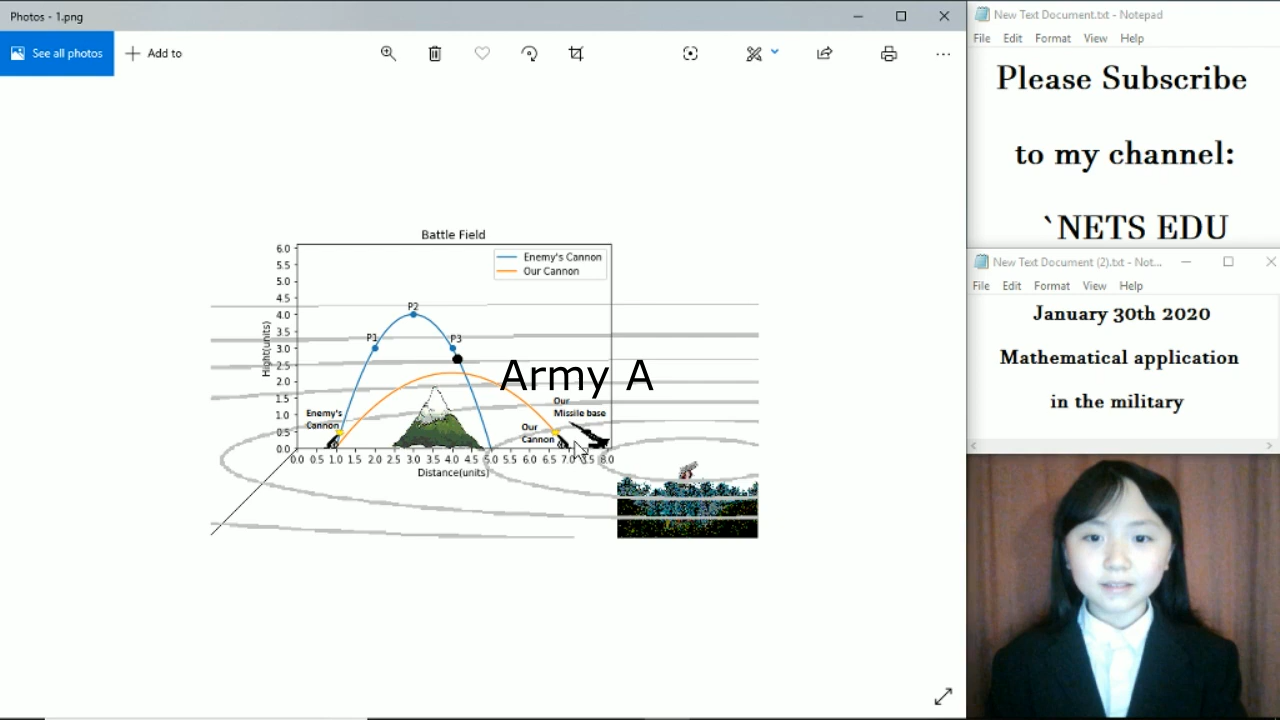 Photos - 1.png
See all photos
Add to
Battle Field
Enemy's Cannon
Our Cannon
Hight(units)
6.0
5.5
5.0
4.5
4.0
3.5
3.0
2.5
2.0
1.5
1.0
0.5
0.0
P1
P2
P3
Army A
Enemy's
Cannon
Our
Missile base
Our
Cannon
0.0 0.5 1.0 1.5 2.0 2.5 3.0 3.5 4.0 4.5 5.0 5.5 6.0 6.5 7.0 7.5 8.0
Distance(units)
New Text Document.txt - Notepad
File Edit Format View Help
Please Subscribe
to my channel:
`NETS EDU
New Text Document (2).txt - Not...
File Edit Format View Help
January 30th 2020
Mathematical application
in the military